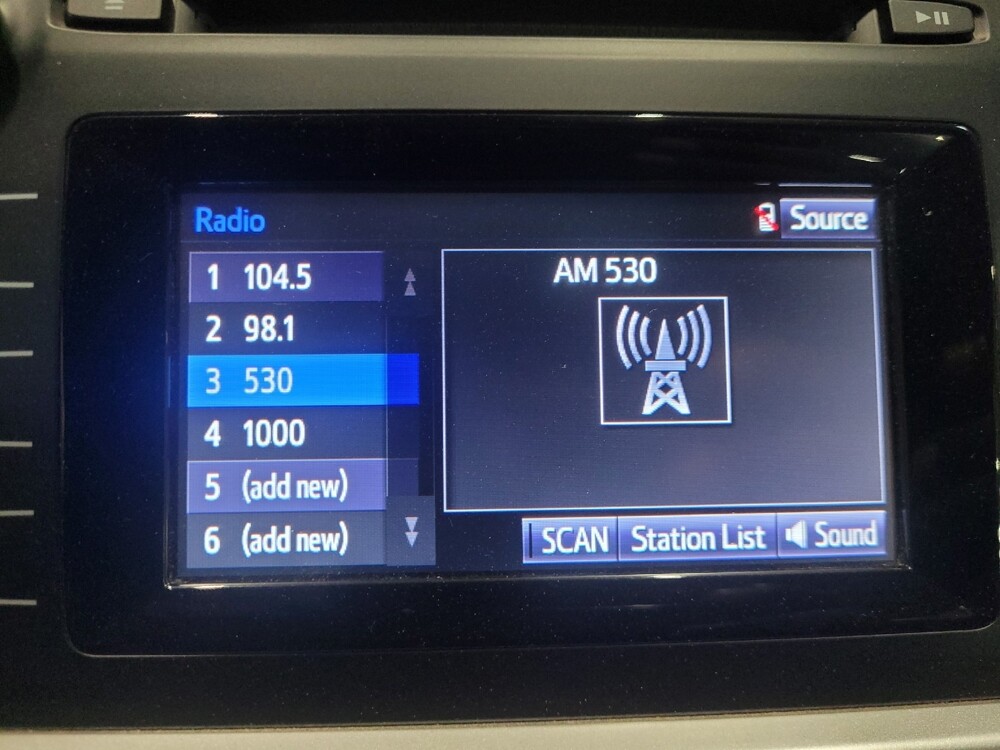 Radio
Source
1 104.5
2 98.1
3 530
4 1000
5 (add new)
6 (add new)
AM 530
SCAN
Station List
Sound